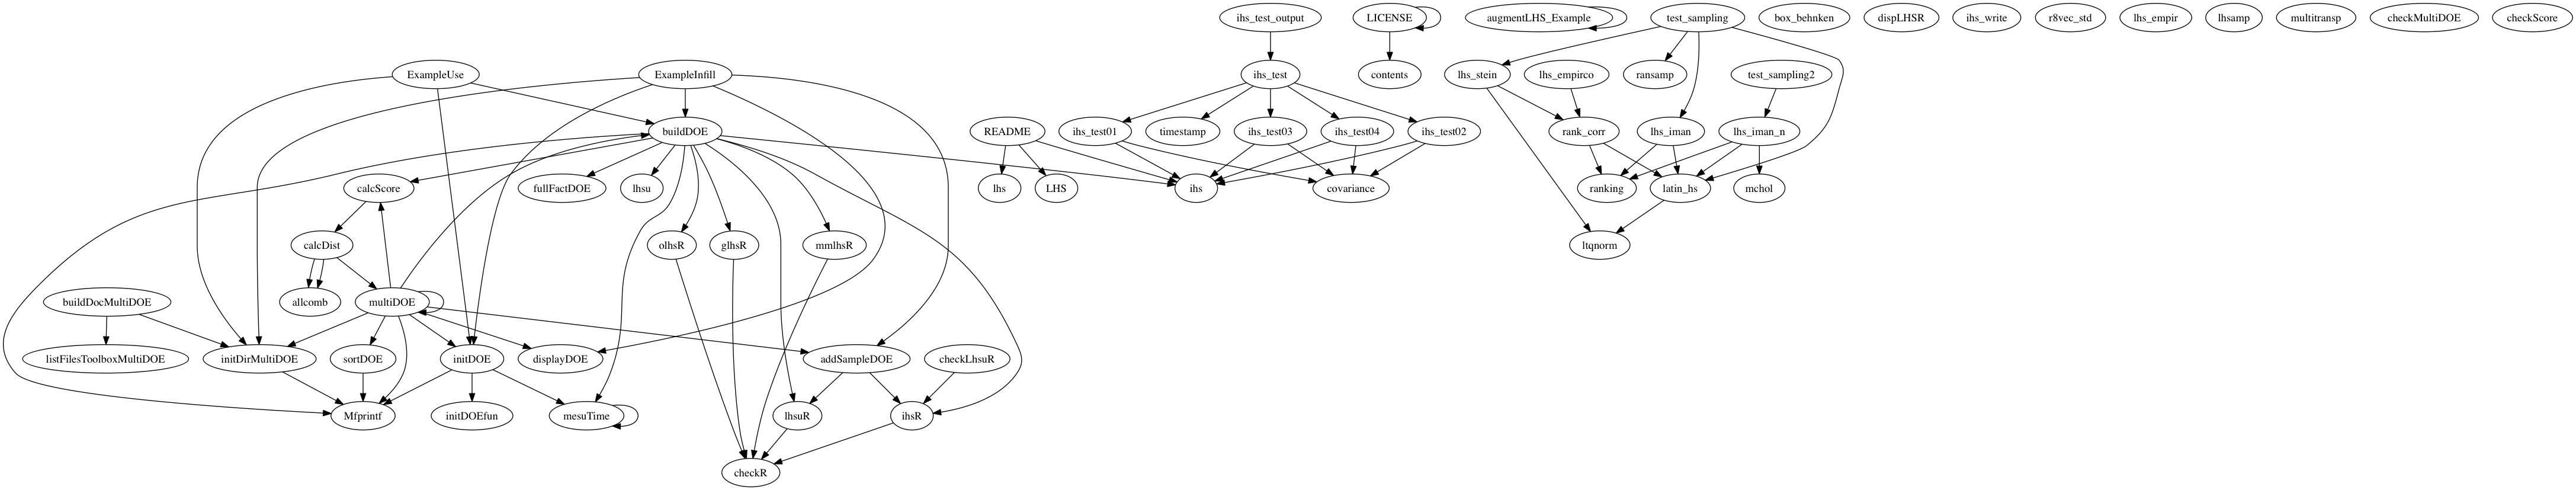 ihs_test_output
LICENSE
augmentLHS_Example
test_sampling
box_behnken
dispLHSR
ihs_write
r8vec_std
lhs_empir
lhsamp
multitransp
checkMultiDOE
checkScore
ExampleUse
ExampleInfill
ihs_test
contents
lhs_stein
lhs_empirco
ransamp
test_sampling2
buildDOE
README
ihs_test01
timestamp
ihs_test03
ihs_test04
ihs_test02
rank_corr
lhs_iman
lhs_iman_n
calcScore
fullFactDOE
lhsu
lhs
LHS
ihs
covariance
ranking
latin_hs
mchol
calcDist
olhsR
glhsR
mmlhsR
ltqnorm
buildDocMultiDOE
allcomb
multiDOE
listFilesToolboxMultiDOE
initDirMultiDOE
sortDOE
initDOE
displayDOE
addSampleDOE
checkLhsuR
Mfprintf
initDOEfun
mesuTime
lhsuR
ihsR
checkR